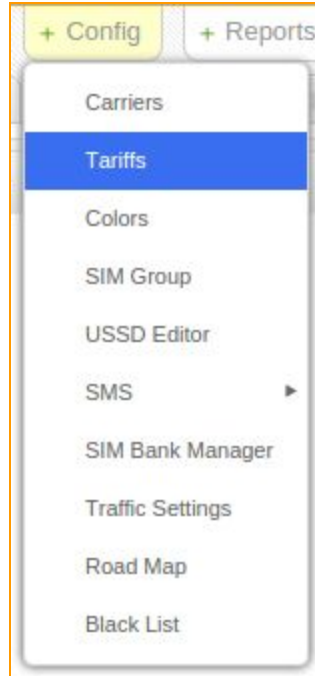 + Config + Reports
Carriers
Tariffs
Colors
SIM Group
USSD Editor
SMS
SIM Bank Manager
Traffic Settings
Road Map
Black List